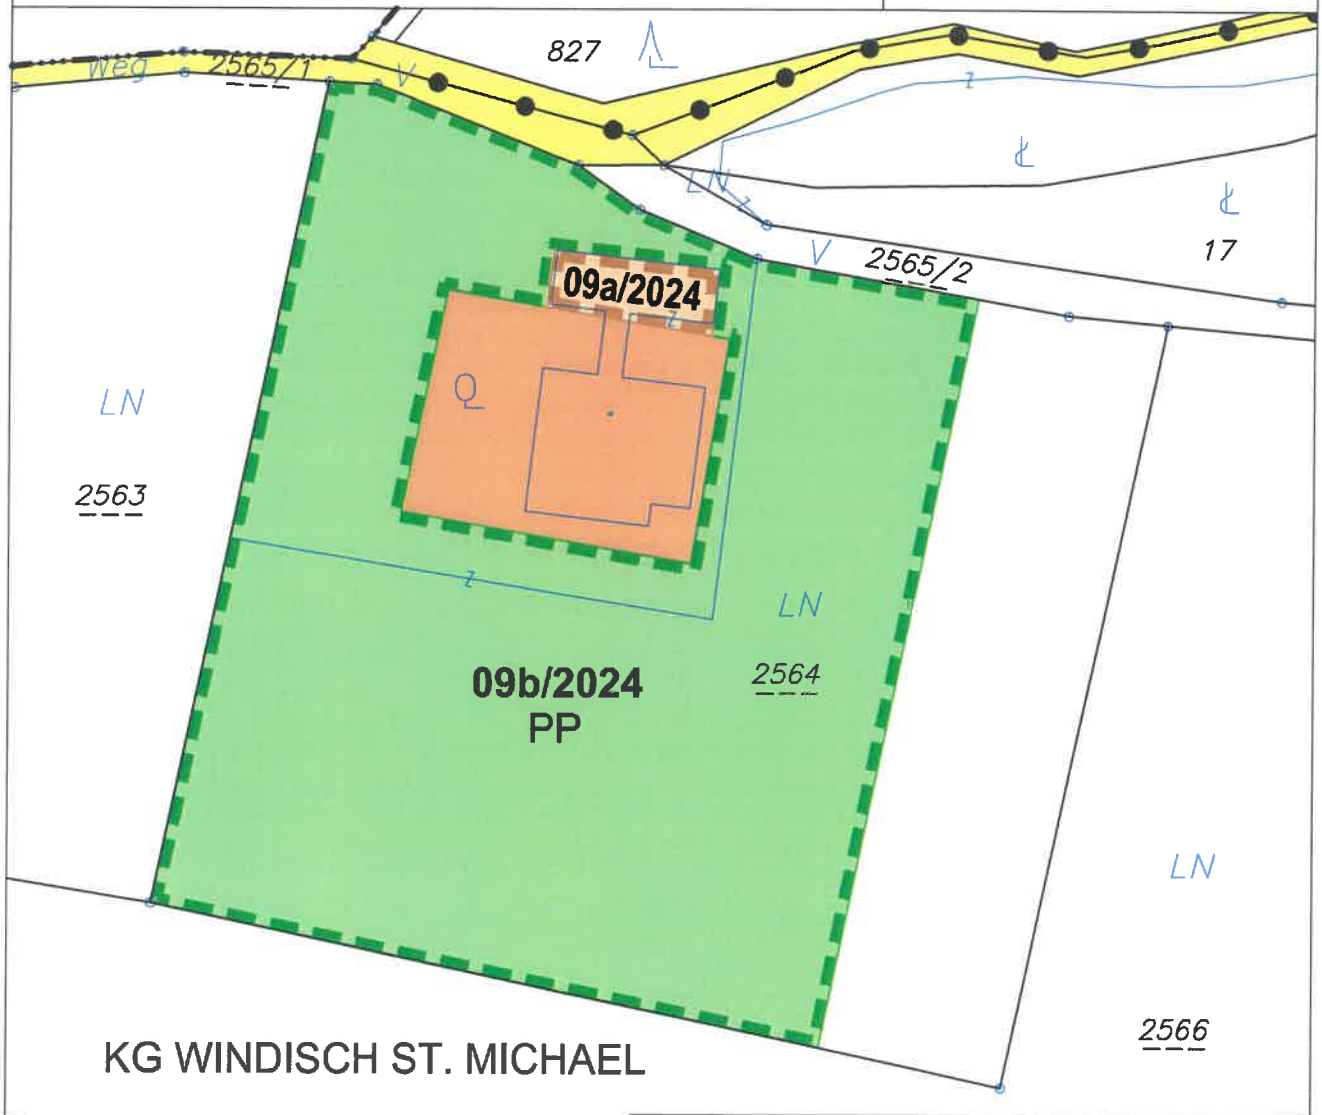 827
Weg
2565/1
V
Z
Ł
LN
Z
Ł
17
V
2565/2
09a/2024
Z
Q
LN
2563
Z
LN
09b/2024
PP
2564
LN
2566
KG WINDISCH ST. MICHAEL